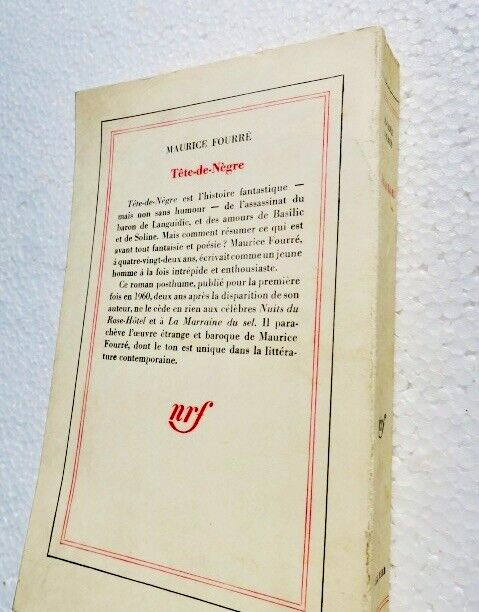 MAURICE FOURRÉ
Tête-de-Nègre
Tête-de-Nègre est l'histoire fantastique —
mais non sans humour — de l'assassinat du
baron de Languidic, et des amours de Basilic
et de Soline. Mais comment résumer ce qui est
avant tout fantaisie et poésie ? Maurice Fourré,
à quatre-vingt-deux ans, écrivait comme un jeune
homme à la fois intrépide et enthousiaste.
Ce roman posthume, publié pour la première
fois en 1960, deux ans après la disparition de son
auteur, ne le cède en rien aux célèbres Nuits du
Rose-Hôtel et à La Marraine du sel. Il para-
chève l'œuvre étrange et baroque de Maurice
Fourré, dont le ton est unique dans la littéra-
ture contemporaine.
nrf
nrf